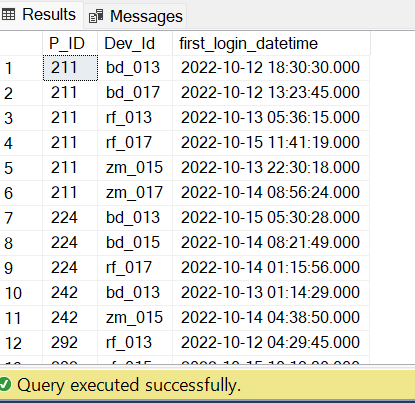 Results Messages
P_ID Dev_Id first_login_datetime
1 211 bd_013 2022-10-12 18:30:30.000
2 211 bd_017 2022-10-12 13:23:45.000
3 211 rf_013 2022-10-13 05:36:15.000
4 211 rf_017 2022-10-15 11:41:19.000
5 211 zm_015 2022-10-13 22:30:18.000
6 211 zm_017 2022-10-14 08:56:24.000
7 224 bd_013 2022-10-15 05:30:28.000
8 224 bd_015 2022-10-14 08:21:49.000
9 224 rf_017 2022-10-14 01:15:56.000
10 242 bd_013 2022-10-13 01:14:29.000
11 242 zm_015 2022-10-14 04:38:50.000
12 292 rf_013 2022-10-12 04:29:45.000
Query executed successfully.